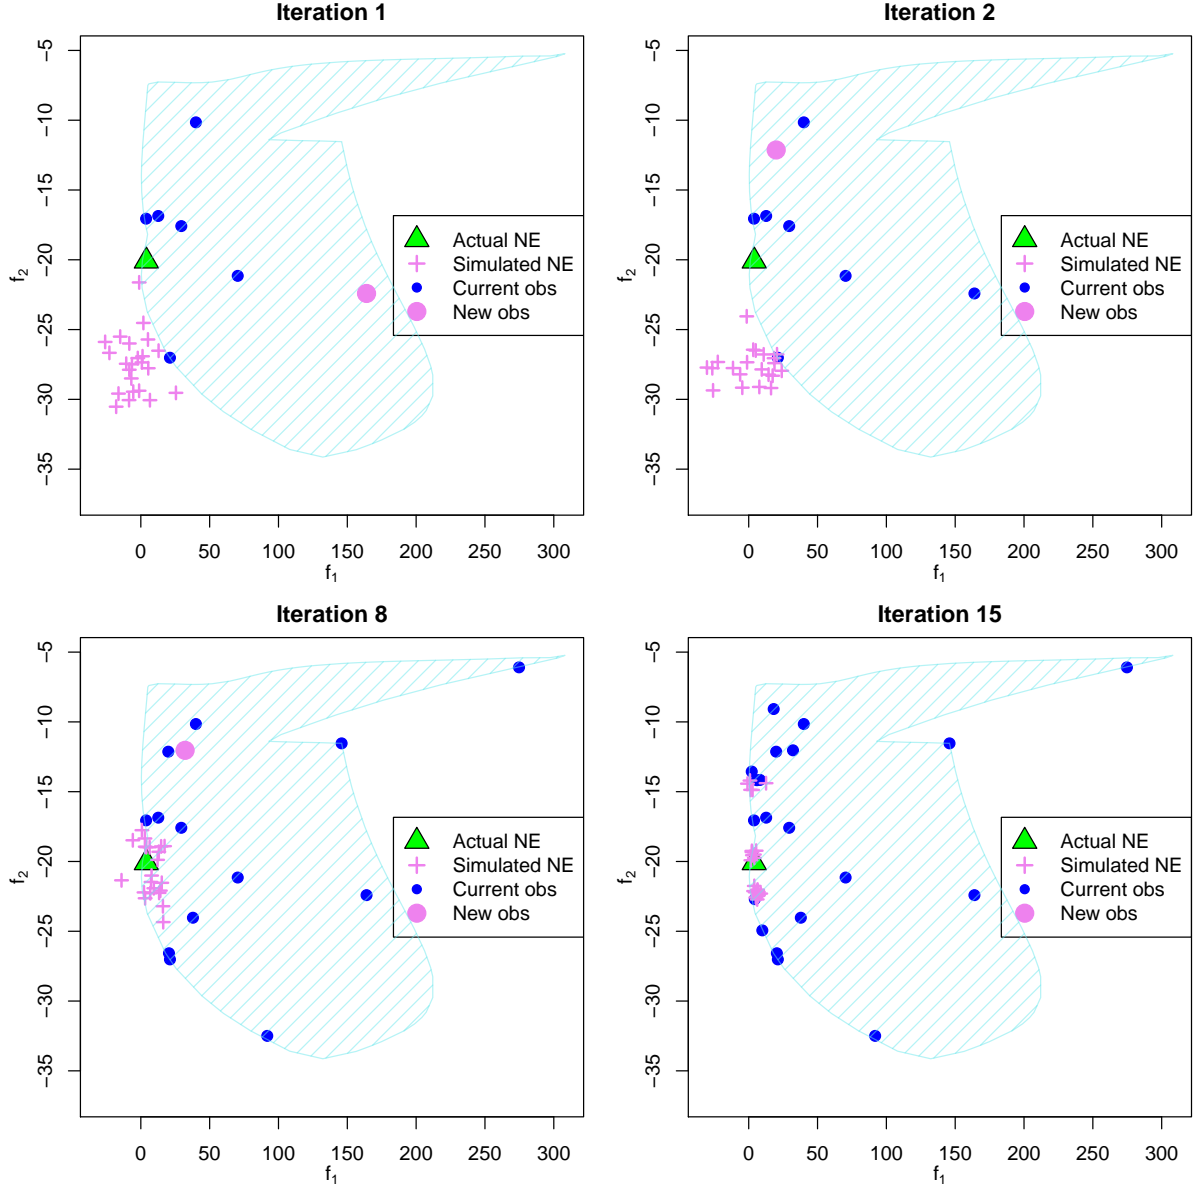 Iteration 1
−5
−10
−15
−20
−25
−30
−35
f2
Actual NE
Simulated NE
Current obs
New obs
0 50 100 150 200 250 300
f1
Iteration 2
−5
−10
−15
−20
−25
−30
−35
f2
Actual NE
Simulated NE
Current obs
New obs
0 50 100 150 200 250 300
f1
Iteration 8
−5
−10
−15
−20
−25
−30
−35
f2
Actual NE
Simulated NE
Current obs
New obs
0 50 100 150 200 250 300
f1
Iteration 15
−5
−10
−15
−20
−25
−30
−35
f2
Actual NE
Simulated NE
Current obs
New obs
0 50 100 150 200 250 300
f1